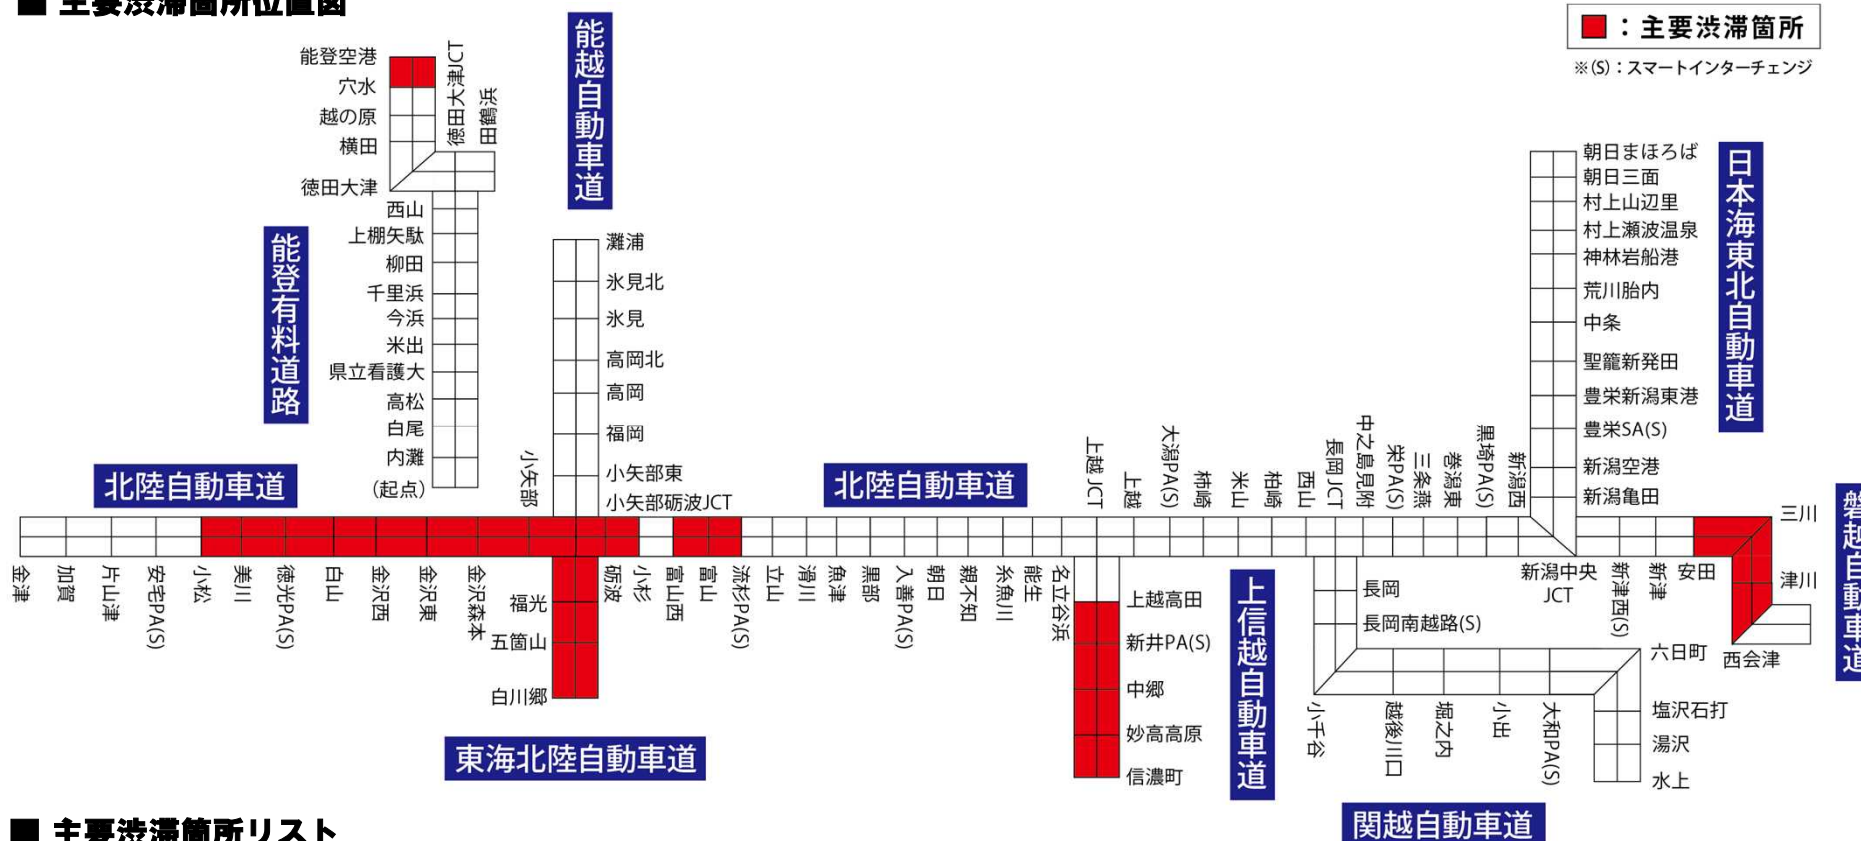 ■ 主要渋滞箇所位置図
■：主要渋滞箇所
※(S)：スマートインターチェンジ
能登空港
穴水
越の原
横田
徳田大津
徳田大津JCT
田鶴浜
西山
上棚矢駄
柳田
千里浜
今浜
米出
県立看護大
高松
白尾
内灘
(起点)
能登有料道路
能越自動車道
灘浦
氷見北
氷見
高岡北
高岡
福岡
小矢部東
小矢部砺波JCT
北陸自動車道
小矢部
北陸自動車道
上越JCT
上越
大潟PA(S)
柿崎
米山
柏崎
西山
長岡JCT
中之島見附
栄PA(S)
三条燕
巻潟東
黒埼PA(S)
新潟西
朝日まほろば
朝日三面
村上山辺里
村上瀬波温泉
神林岩船港
荒川胎内
中条
聖籠新発田
豊栄新潟東港
豊栄SA(S)
新潟空港
新潟亀田
日本海東北自動車道
金津
加賀
片山津
安宅PA(S)
小松
美川
徳光PA(S)
白山
金沢西
金沢東
金沢森本
福光
五箇山
白川郷
東海北陸自動車道
砺波
小杉
富山西
富山
流杉PA(S)
立山
滑川
魚津
黒部
入善PA(S)
朝日
親不知
糸魚川
能生
名立谷浜
上越高田
新井PA(S)
中郷
妙高高原
信濃町
上信越自動車道
長岡
長岡南越路(S)
小千谷
越後川口
堀之内
小出
大和PA(S)
六日町
塩沢石打
湯沢
水上
関越自動車道
新潟中央
JCT
新津西(S)
新津
安田
三川
津川
西会津
磐越自動車道
■ 主要渋滞箇所リスト